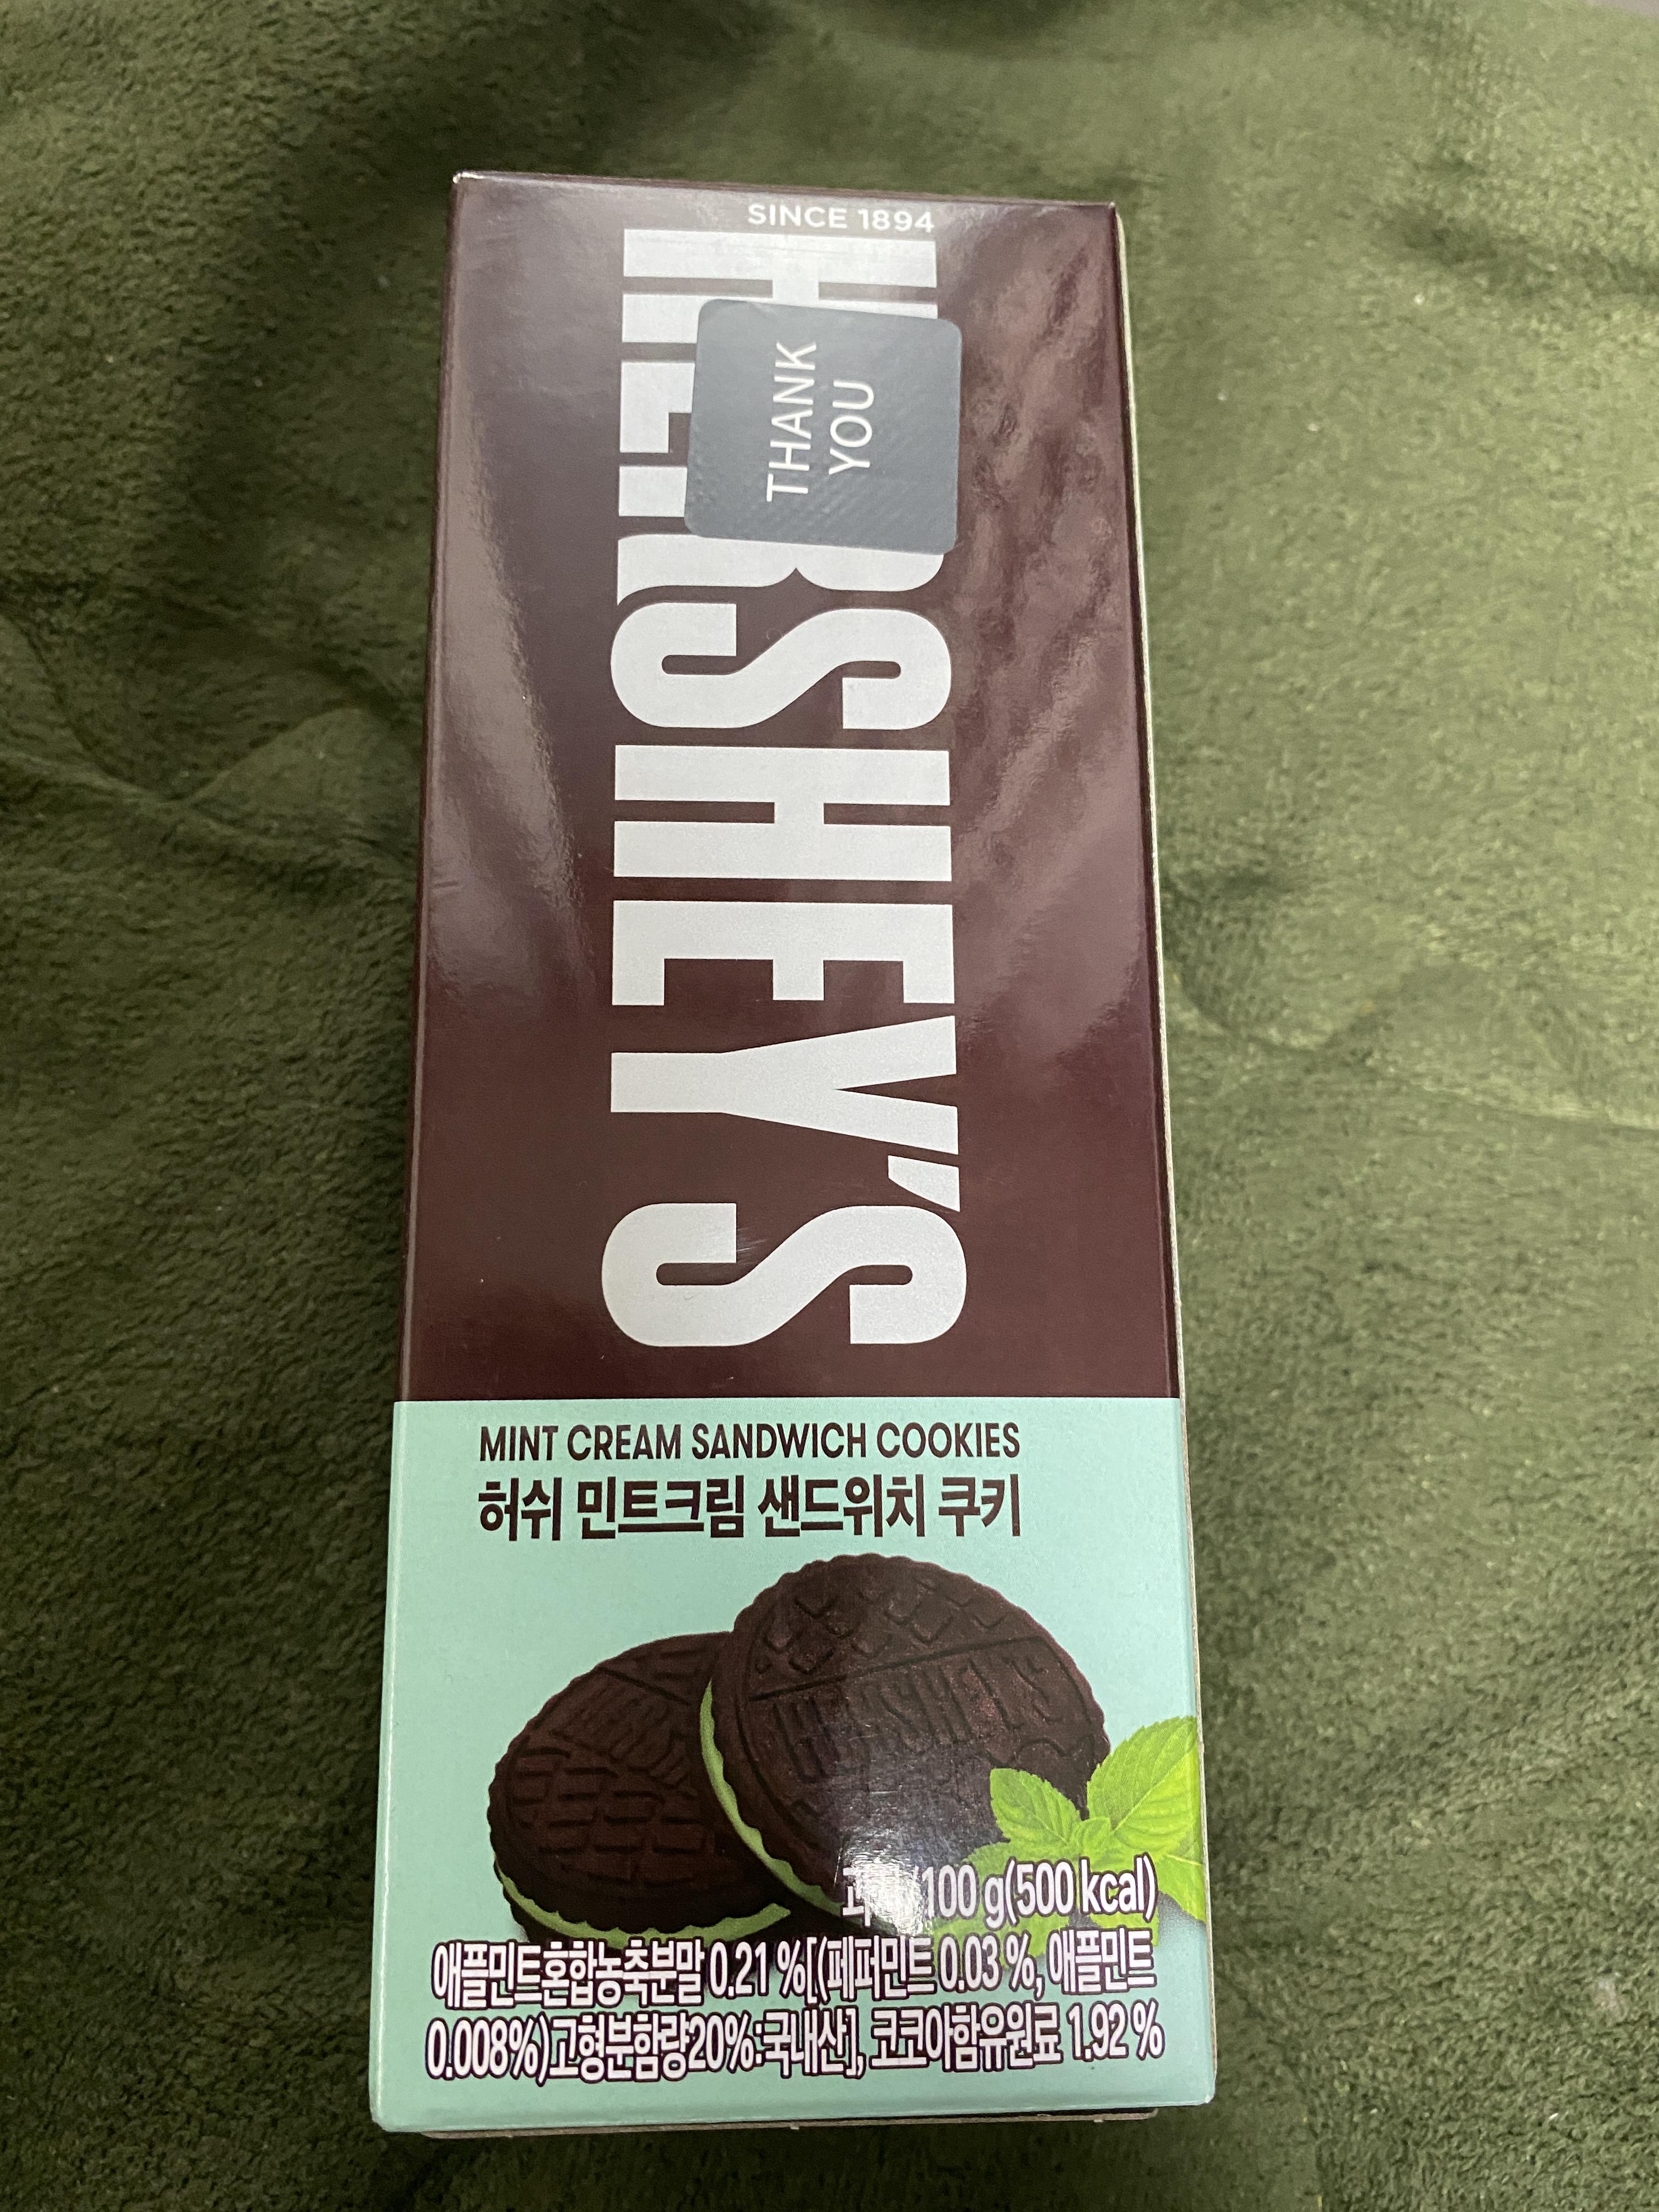 SINCE 1894
HERSHEY'S
THANK
YOU
MINT CREAM SANDWICH COOKIES
허쉬 민트크림 샌드위치 쿠키
HERSHEY'S
100 g(500 kcal)
애플민트혼합농축분말 0.21 %[(페퍼민트 0.03 %, 애플민트
0.008%)고형분함량20%:국내산], 코코아함유원료 1.92 %